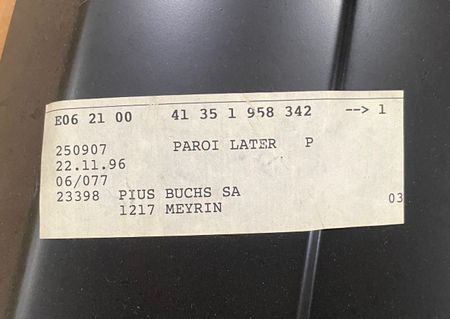 E06 21 00 41 35 1 958 342 --> 1
250907 PAROI LATER P
22.11.96
06/077
23398 PIUS BUCHS SA 03
1217 MEYRIN